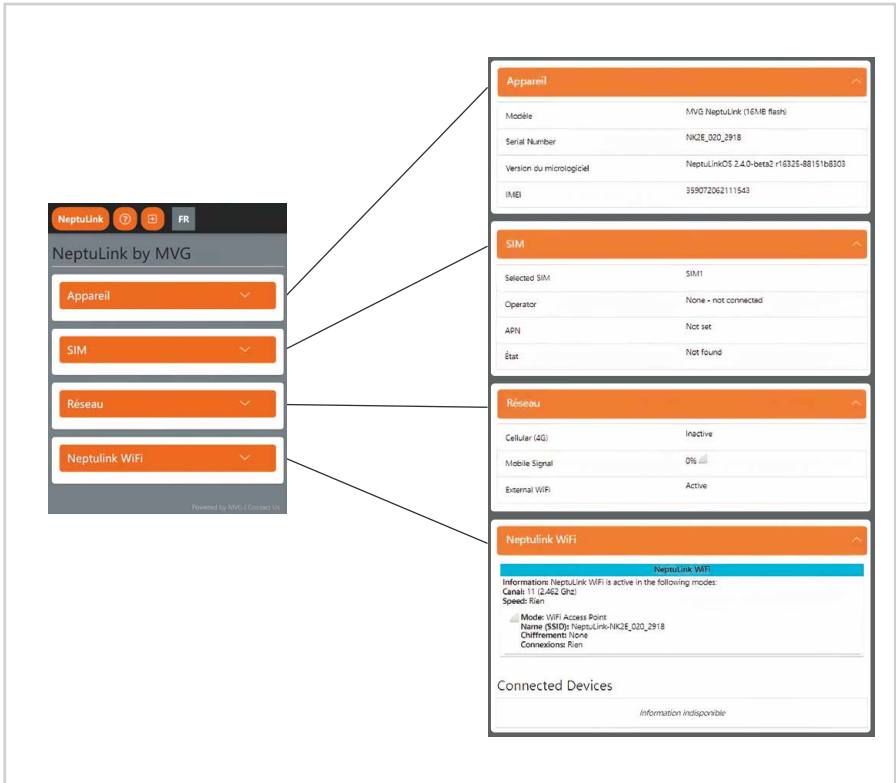 NeptuLink
?
FR
NeptuLink by MVG
Appareil
SIM
Réseau
Neptulink WiFi
Powered by MVG | Contact Us
Appareil
Modèle MVG NeptuLink (16MB flash)
Serial Number NK2E_020_2918
Version du micrologiciel NeptuLinkOS 2.4.0-beta2 r16325-88151b8303
IMEI 359072062111543
SIM
Selected SIM SIM1
Operator None - not connected
APN Not set
État Not found
Réseau
Cellular (4G) Inactive
Mobile Signal 0%
External WiFi Active
Neptulink WiFi
NeptuLink WiFi
Information: NeptuLink WiFi is active in the following modes:
Canal: 11 (2.462 Ghz)
Speed: Rien
Mode: WiFi Access Point
Name (SSID): NeptuLink-NK2E_020_2918
Chiffrement: None
Connexions: Rien
Connected Devices
Information indisponible